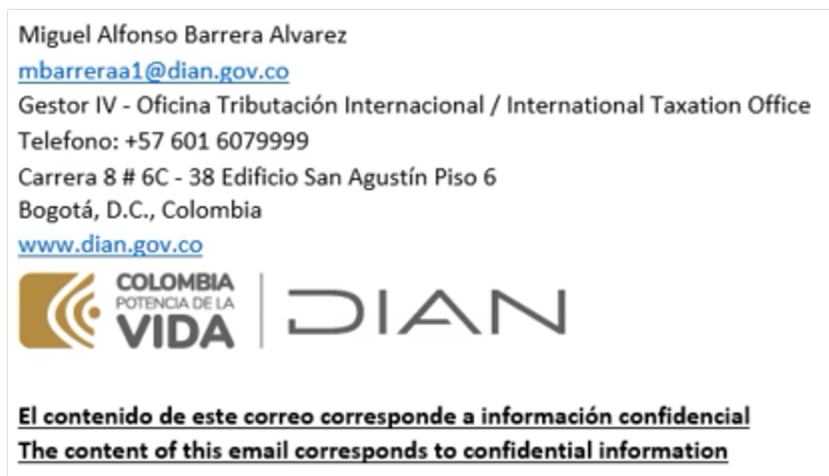 Miguel Alfonso Barrera Alvarez
mbarreraa1@dian.gov.co
Gestor IV - Oficina Tributación Internacional / International Taxation Office
Telefono: +57 601 6079999
Carrera 8 # 6C - 38 Edificio San Agustín Piso 6
Bogotá, D.C., Colombia
www.dian.gov.co
COLOMBIA
POTENCIA DE LA
VIDA
DIAN
El contenido de este correo corresponde a información confidencial
The content of this email corresponds to confidential information